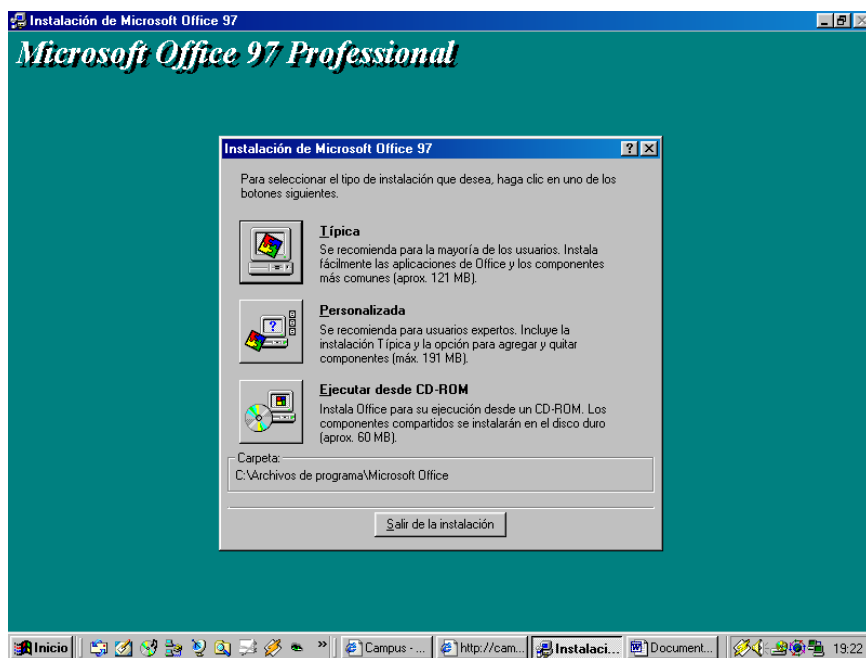 Instalación de Microsoft Office 97
Microsoft Office 97 Professional
Instalación de Microsoft Office 97
Para seleccionar el tipo de instalación que desea, haga clic en uno de los
botones siguientes.
Típica
Se recomienda para la mayoría de los usuarios. Instala
fácilmente las aplicaciones de Office y los componentes
más comunes (aprox. 121 MB).
Personalizada
Se recomienda para usuarios expertos. Incluye la
instalación Típica y la opción para agregar y quitar
componentes (máx. 191 MB).
Ejecutar desde CD-ROM
Instala Office para su ejecución desde un CD-ROM. Los
componentes compartidos se instalarán en el disco duro
(aprox. 60 MB).
Carpeta:
C:\Archivos de programa\Microsoft Office
Salir de la instalación
Inicio » Campus - ... http://cam... Instalaci... Document... 19:22